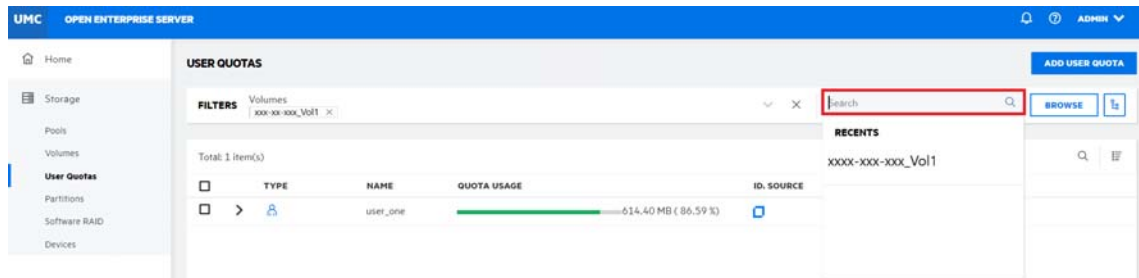 UMC OPEN ENTERPRISE SERVER ADMIN
Home
Storage
Pools
Volumes
User Quotas
Partitions
Software RAID
Devices
USER QUOTAS
ADD USER QUOTA
FILTERS
Volumes
xxx-xx-xxx_Vol1
Search
BROWSE
RECENTS
xxxx-xxx-xxx_Vol1
Total: 1 item(s)
TYPE NAME QUOTA USAGE ID. SOURCE
user_one 614.40 MB ( 86.59 %)